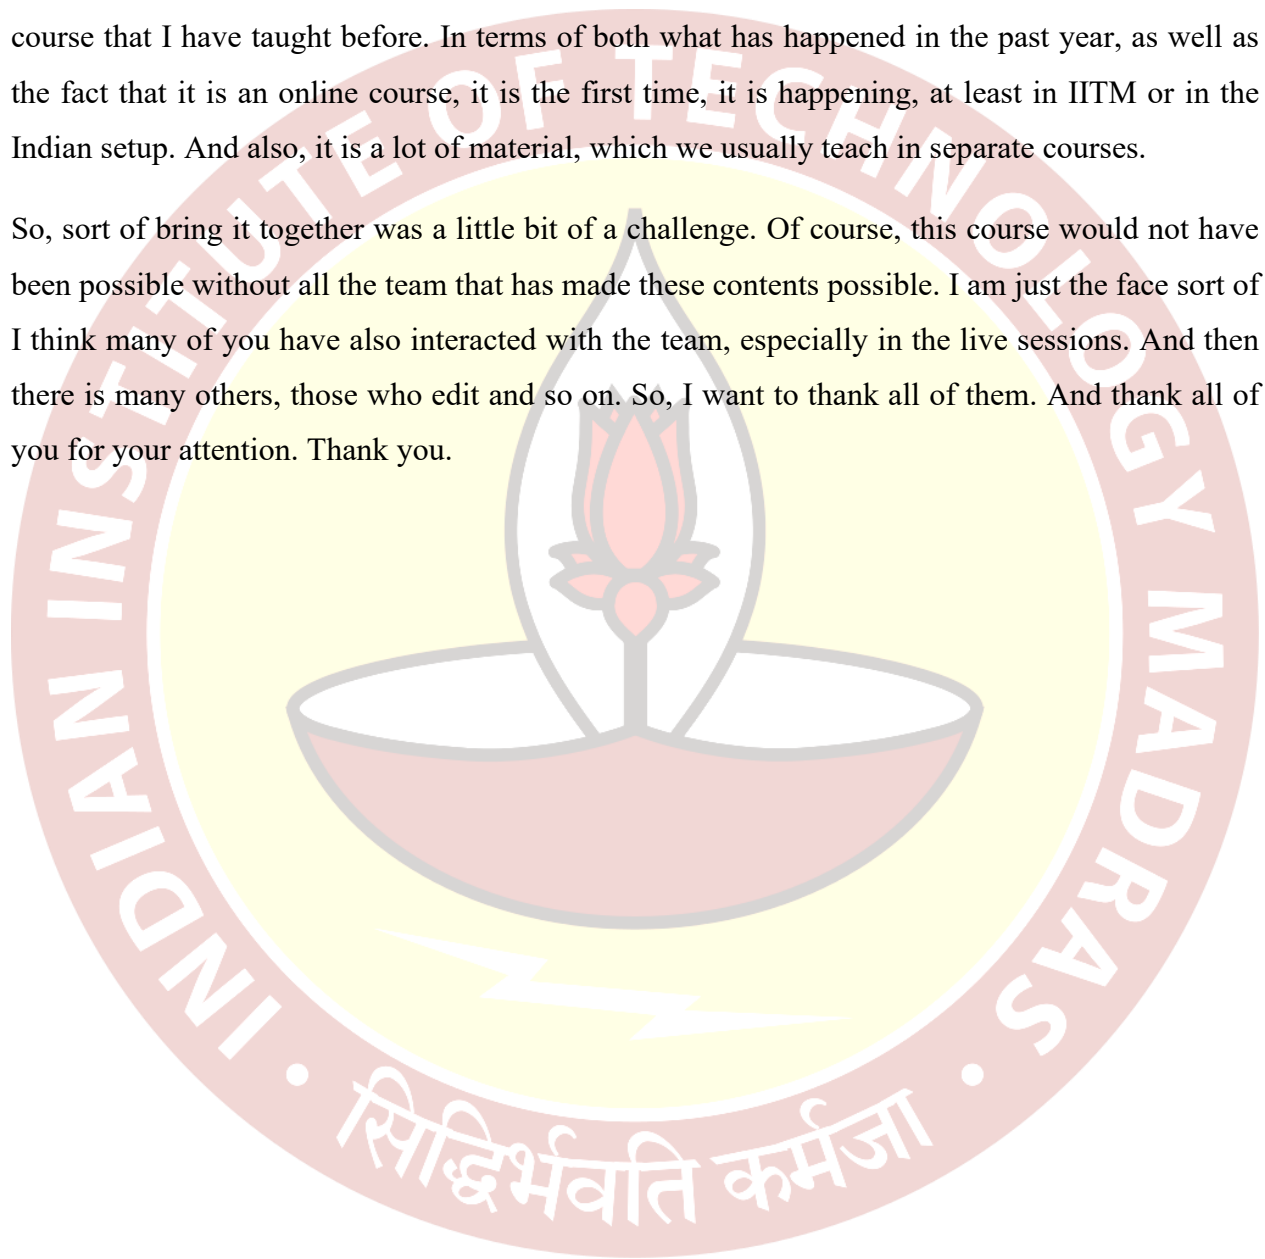 course that I have taught before. In terms of both what has happened in the past year, as well as
the fact that it is an online course, it is the first time, it is happening, at least in IITM or in the
Indian setup. And also, it is a lot of material, which we usually teach in separate courses.
So, sort of bring it together was a little bit of a challenge. Of course, this course would not have
been possible without all the team that has made these contents possible. I am just the face sort of
I think many of you have also interacted with the team, especially in the live sessions. And then
there is many others, those who edit and so on. So, I want to thank all of them. And thank all of
you for your attention. Thank you.
INDIAN INSTITUTE OF TECHNOLOGY MADRAS
सिद्धिर्भवति कर्मजा